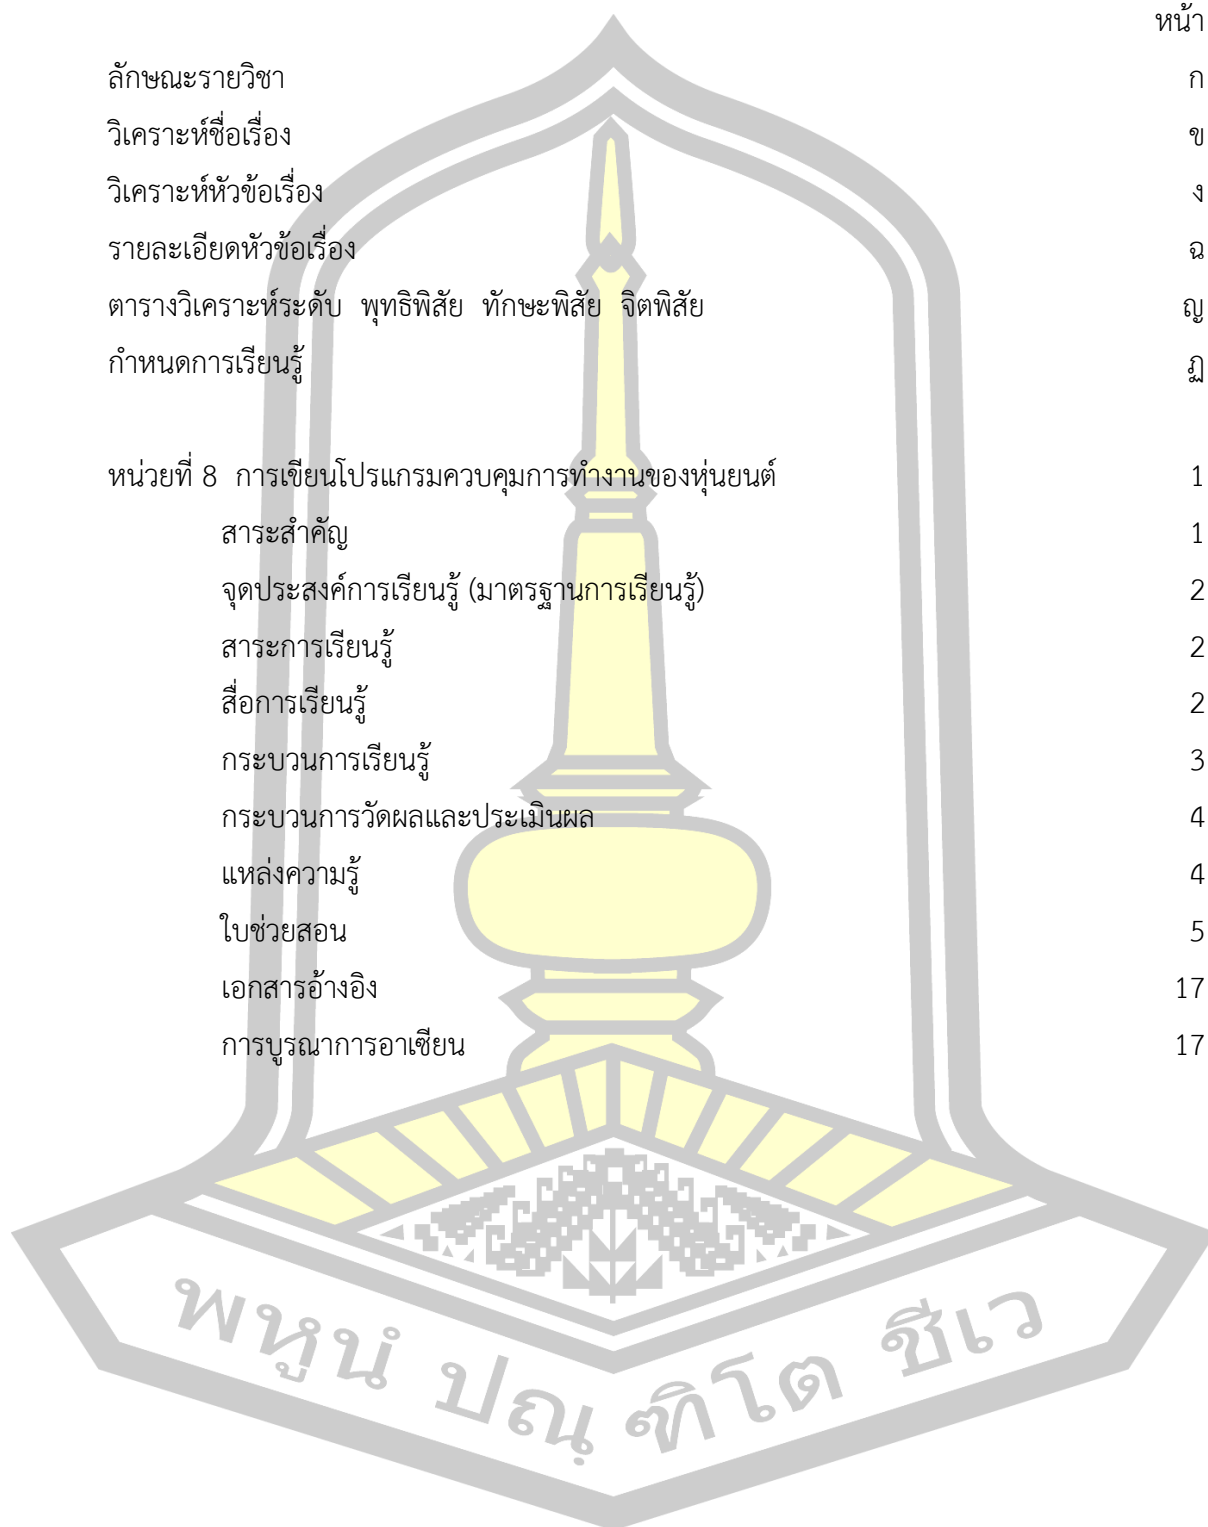 หน้า
ลักษณะรายวิชา ก
วิเคราะห์ชื่อเรื่อง ข
วิเคราะห์หัวข้อเรื่อง ง
รายละเอียดหัวข้อเรื่อง ฉ
ตารางวิเคราะห์ระดับ พุทธิพิสัย ทักษะพิสัย จิตพิสัย ญ
กำหนดการเรียนรู้ ฏ
หน่วยที่ 8 การเขียนโปรแกรมควบคุมการทำงานของหุ่นยนต์ 1
สาระสำคัญ 1
จุดประสงค์การเรียนรู้ (มาตรฐานการเรียนรู้) 2
สาระการเรียนรู้ 2
สื่อการเรียนรู้ 2
กระบวนการเรียนรู้ 3
กระบวนการวัดผลและประเมินผล 4
แหล่งความรู้ 4
ใบช่วยสอน 5
เอกสารอ้างอิง 17
การบูรณาการอาเซียน 17
พหูนํ ปณฺฑิโต ชีเว